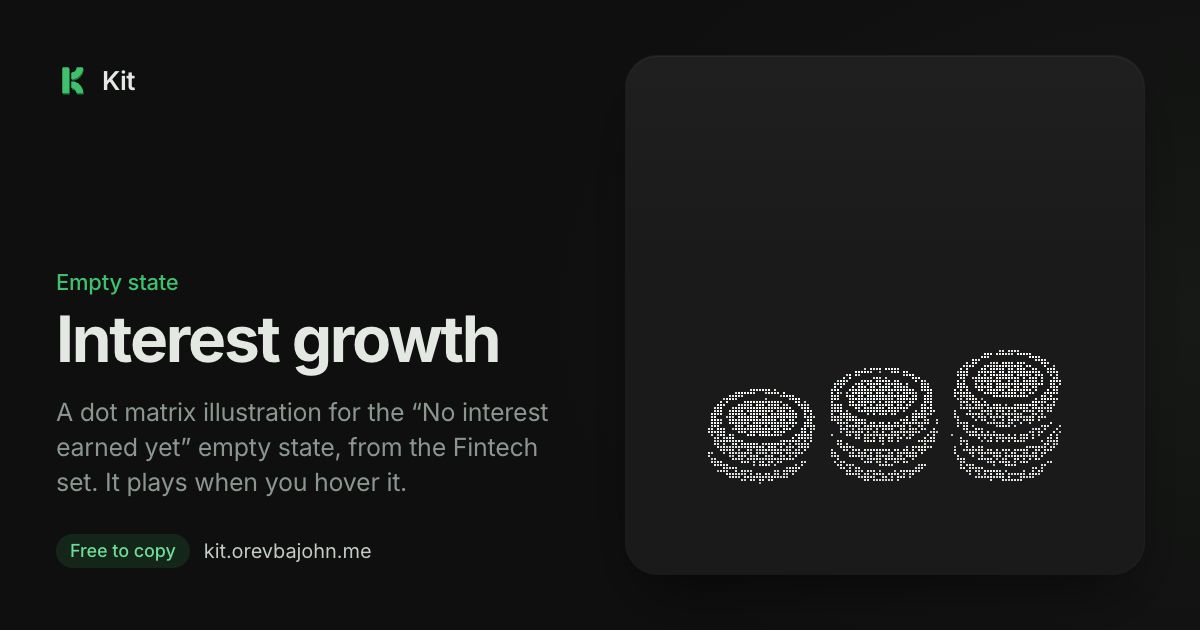 Kit
Empty state
Interest growth
A dot matrix illustration for the “No interest
earned yet” empty state, from the Fintech
set. It plays when you hover it.
Free to copy
kit.orevbajohn.me